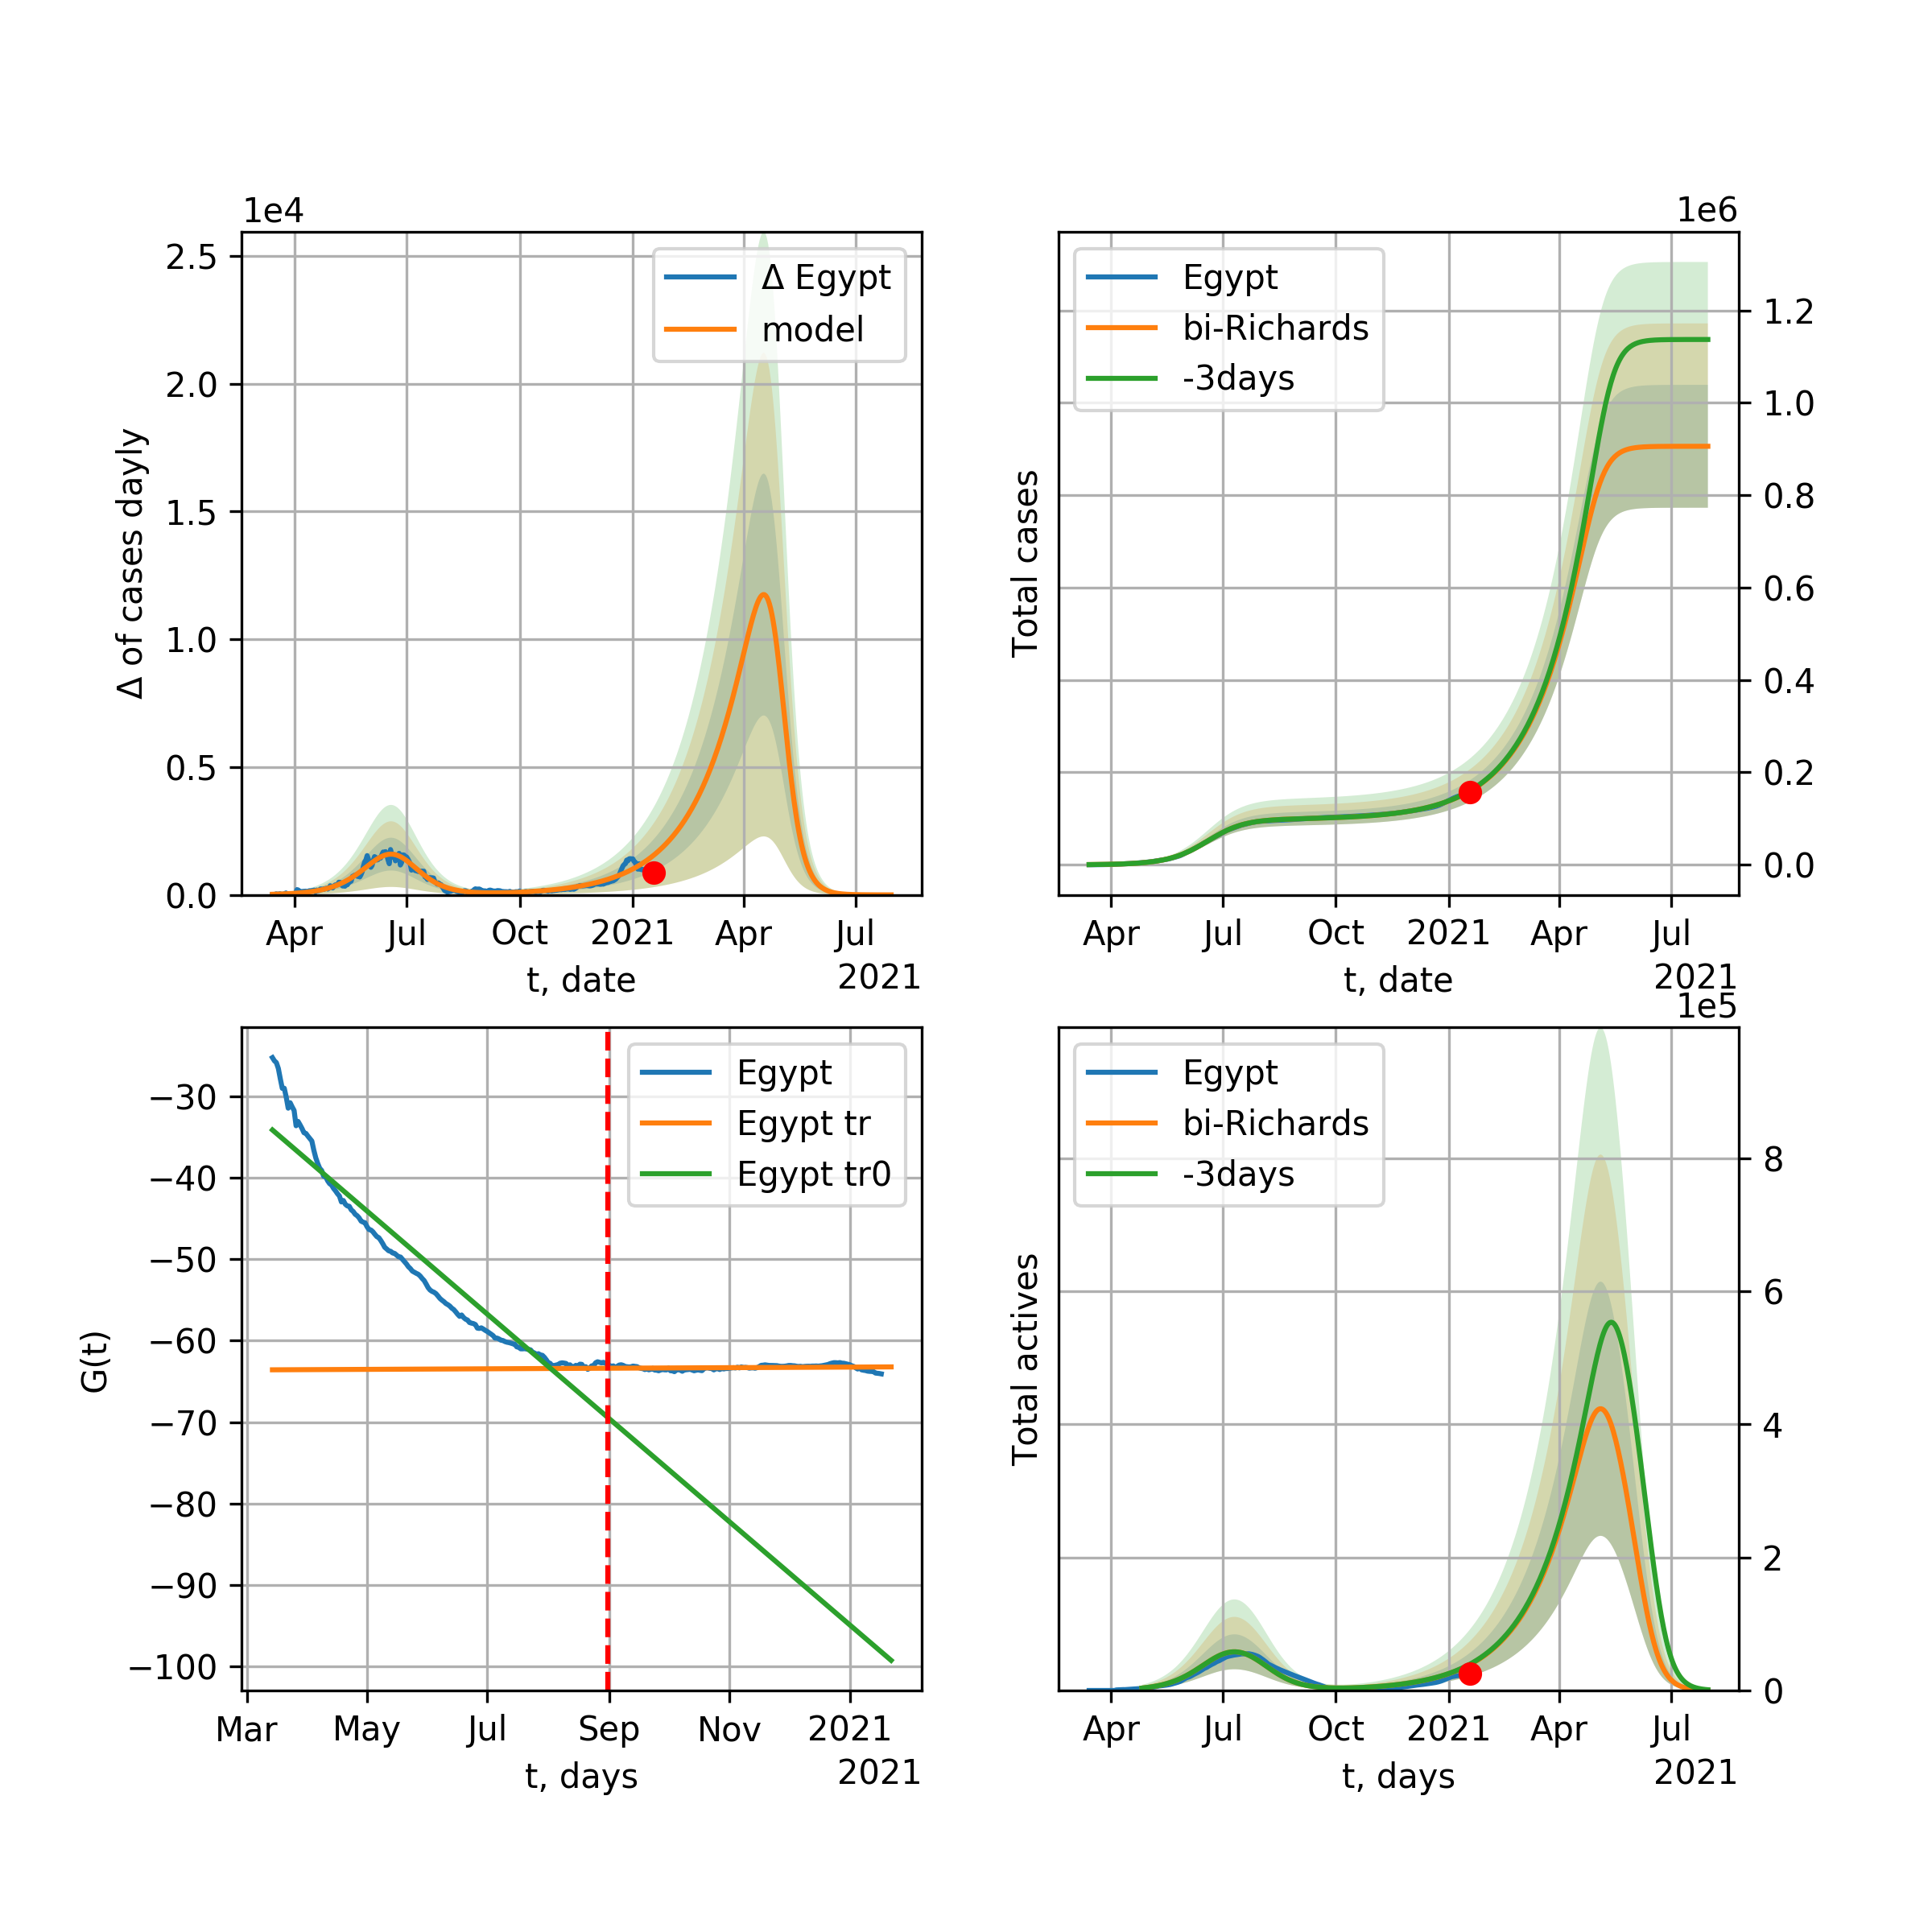 1e4
2.5
2.0
1.5
1.0
0.5
0.0
Δ of cases dayly
Δ Egypt
model
Apr Jul Oct 2021 Apr Jul
t, date
2021
1e6
Egypt
bi-Richards
-3days
Total cases
1.2
1.0
0.8
0.6
0.4
0.2
0.0
Apr Jul Oct 2021 Apr Jul
t, date
2021
−30
−40
−50
−60
−70
−80
−90
−100
G(t)
Egypt
Egypt tr
Egypt tr0
Mar May Jul Sep Nov 2021
t, days
2021
1e5
Egypt
bi-Richards
-3days
Total actives
8
6
4
2
0
Apr Jul Oct 2021 Apr Jul
t, days
2021